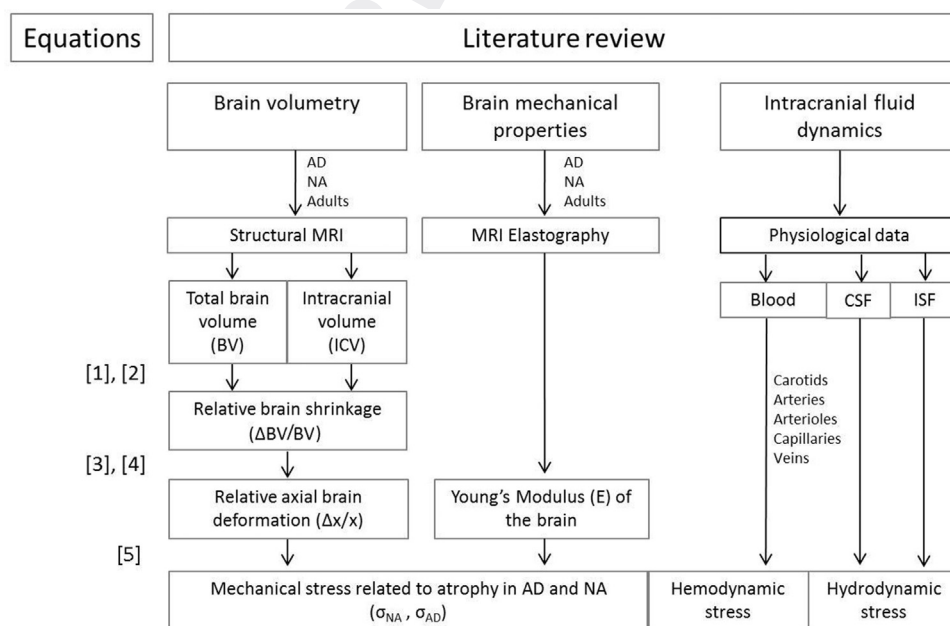 Equations
Literature review
Brain volumetry
Brain mechanical
properties
Intracranial fluid
dynamics
AD
NA
Adults
AD
NA
Adults
Structural MRI
MRI Elastography
Physiological data
Total brain
volume
(BV)
Intracranial
volume
(ICV)
Blood
CSF
ISF
[1], [2]
Relative brain shrinkage
(ΔBV/BV)
Carotids
Arteries
Arterioles
Capillaries
Veins
[3], [4]
Relative axial brain
deformation (Δx/x)
Young's Modulus (E) of
the brain
[5]
Mechanical stress related to atrophy in AD and NA
(σNA , σAD)
Hemodynamic
stress
Hydrodynamic
stress